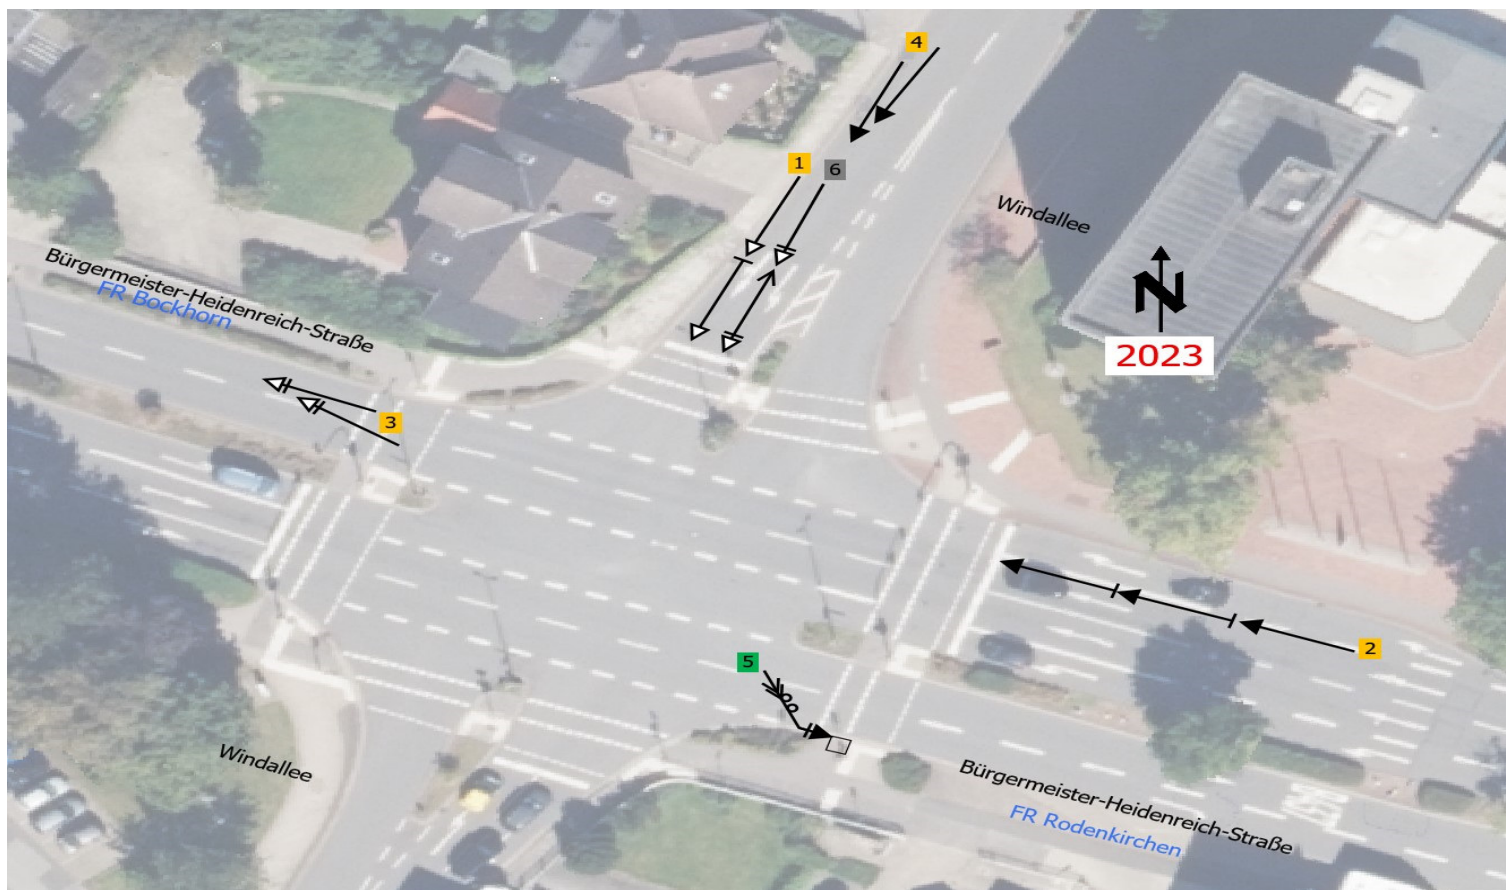 4
1
6
Windallee
Bürgermeister-Heidenreich-Straße
FR Bockhorn
N
2023
3
2
5
Windallee
Bürgermeister-Heidenreich-Straße
FR Rodenkirchen